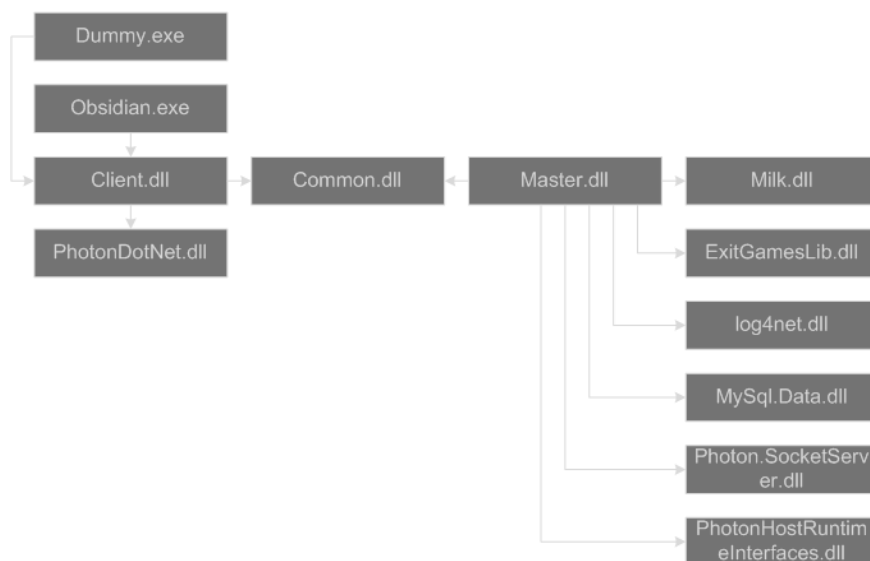 Dummy.exe
Obsidian.exe
Client.dll
Common.dll
Master.dll
Milk.dll
PhotonDotNet.dll
ExitGamesLib.dll
log4net.dll
MySql.Data.dll
Photon.SocketServ
er.dll
PhotonHostRuntim
eInterfaces.dll